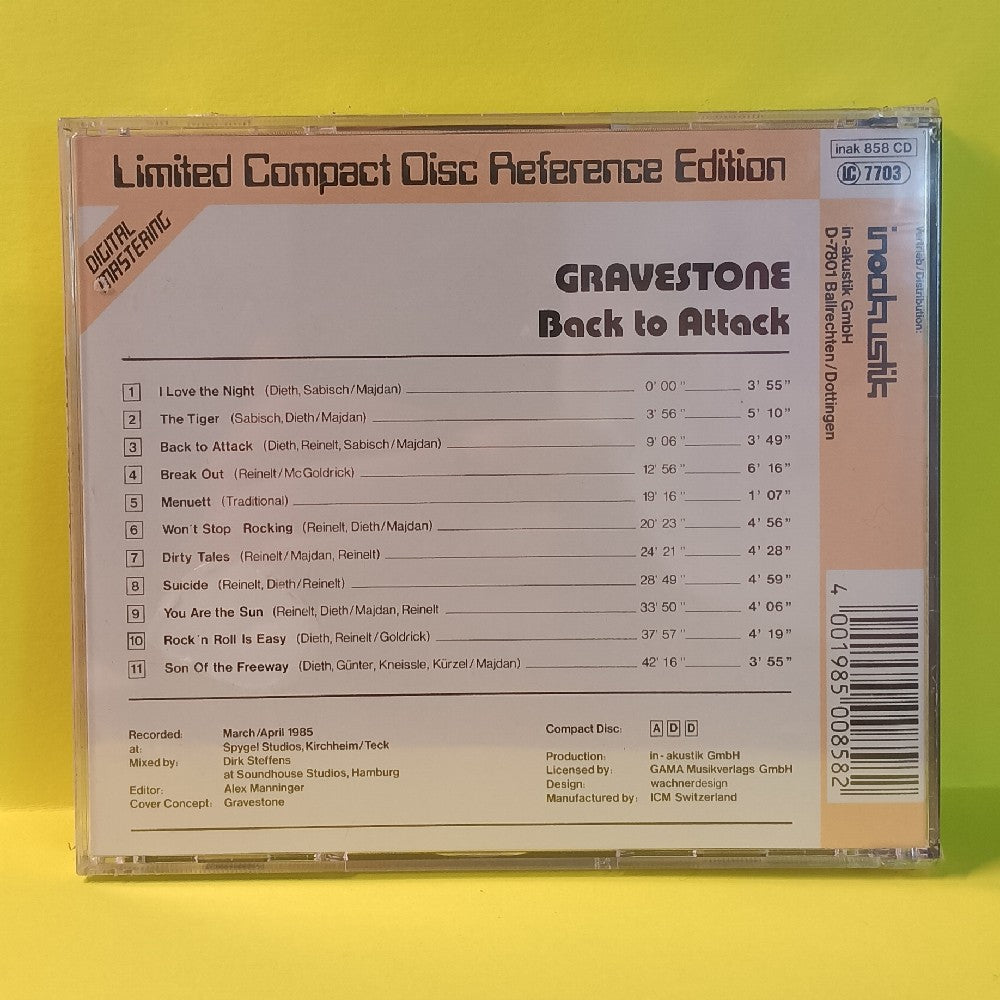 Limited Compact Disc Reference Edition
inak 858 CD
LC 7703
DIGITAL
MASTERING
GRAVESTONE
Back to Attack
1 I Love the Night (Dieth, Sabisch/Majdan) 0' 00" 3' 55"
2 The Tiger (Sabisch, Dieth/Majdan) 3' 56" 5' 10"
3 Back to Attack (Dieth, Reinelt, Sabisch/Majdan) 9' 06" 3' 49"
4 Break Out (Reinelt/McGoldrick) 12' 56" 6' 16"
5 Menuett (Traditional) 19' 16" 1' 07"
6 Won't Stop Rocking (Reinelt, Dieth/Majdan) 20' 23" 4' 56"
7 Dirty Tales (Reinelt/Majdan, Reinelt) 24' 21" 4' 28"
8 Suicide (Reinelt, Dieth/Reinelt) 28' 49" 4' 59"
9 You Are the Sun (Reinelt, Dieth/Majdan, Reinelt 33' 50" 4' 06"
10 Rock'n Roll Is Easy (Dieth, Reinelt/Goldrick) 37' 57" 4' 19"
11 Son Of the Freeway (Dieth, Günter, Kneissle, Kürzel/Majdan) 42' 16" 3' 55"
Recorded: March/April 1985
at: Spygel Studios, Kirchheim/Teck
Mixed by: Dirk Steffens
at Soundhouse Studios, Hamburg
Editor: Alex Manninger
Cover Concept: Gravestone
Compact Disc: A D D
Production: in-akustik GmbH
Licensed by: GAMA Musikverlags GmbH
Design: wachnerdesign
Manufactured by: ICM Switzerland
Vertrieb/Distribution:
inakustik
in-akustik GmbH
D-7801 Ballrechten/Dottingen
4 001985 008582